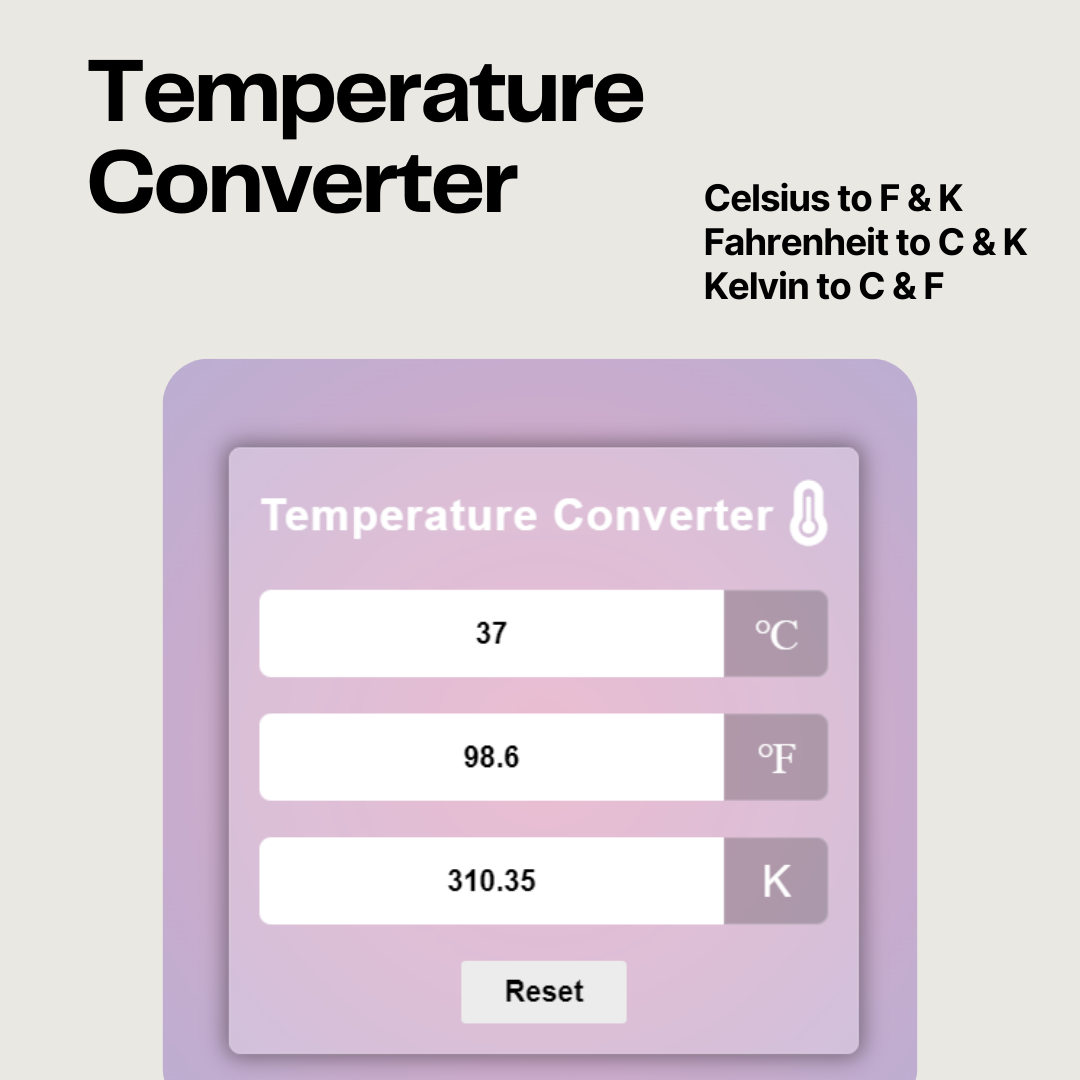 Temperature
Converter
Celsius to F & K
Fahrenheit to C & K
Kelvin to C & F
Temperature Converter
37 °C
98.6 °F
310.35 K
Reset